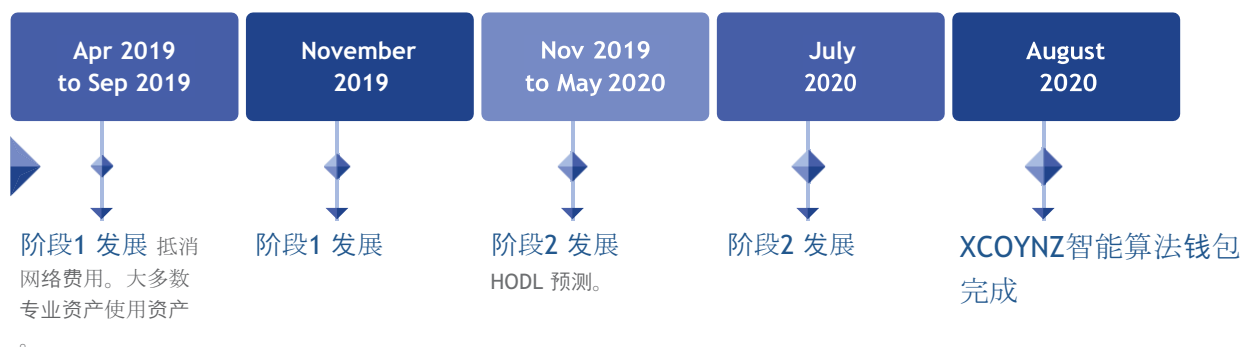 Apr 2019
to Sep 2019
November
2019
Nov 2019
to May 2020
July
2020
August
2020
阶段1 发展 抵消
网络费用。大多数
专业资产使用资产
。
阶段1 发展
阶段2 发展
HODL 预测。
阶段2 发展
XCOYNZ智能算法钱包
完成